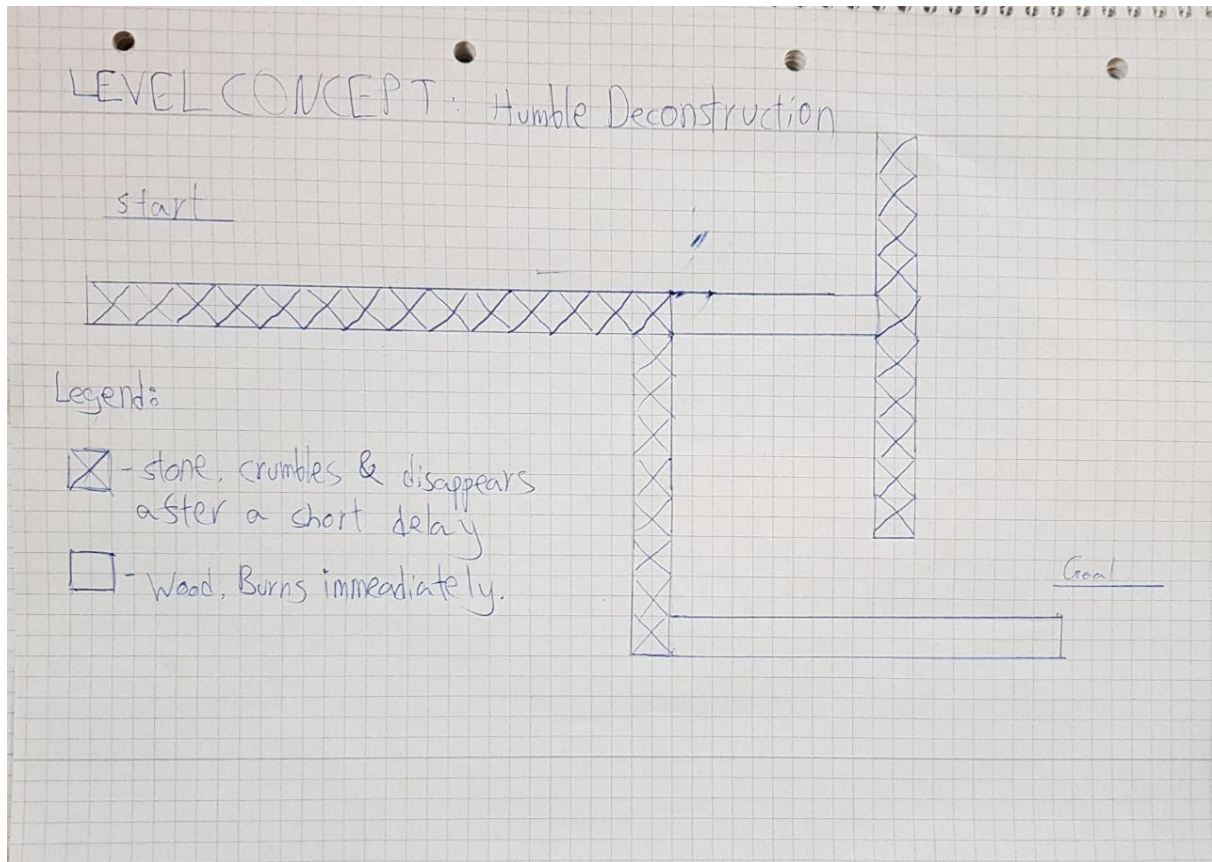 LEVEL CONCEPT: Humble Deconstruction
start
Legend:
- stone, crumbles & disappears
after a short delay
- Wood, Burns immeadiately.
Goal